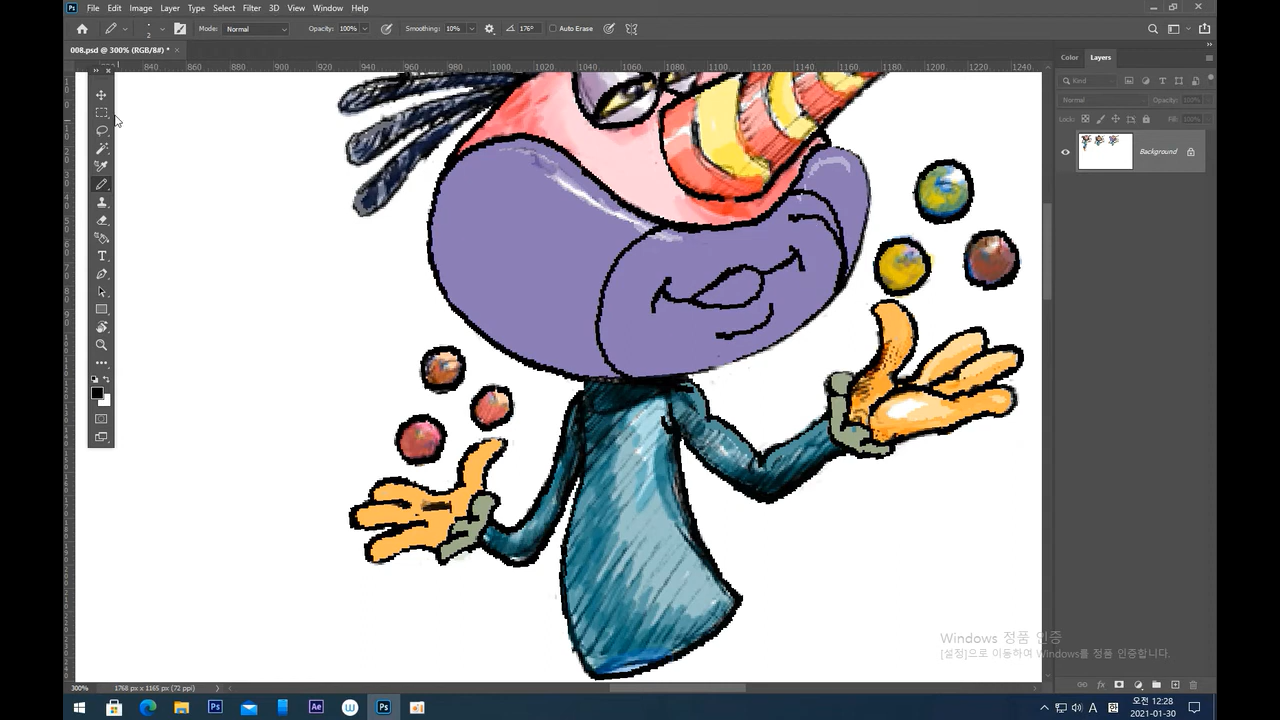 File Edit Image Layer Type Select Filter 3D View Window Help
2 Mode: Normal Opacity: 100% Smoothing: 10% 176° Auto Erase
008.psd @ 300% (RGB/8#) * ×
840 860 880 900 920 940 960 980 1000 1020 1040 1060 1080 1100 1120 1140 1160 1180 1200 1220 1240
Color Layers
Kind
Normal Opacity: 100%
Lock: Fill: 100%
Background
Windows 정품 인증
[설정]으로 이동하여 Windows를 정품 인증합니다.
300% 1768 px x 1165 px (72 ppi)
오전 12:28
2021-01-30